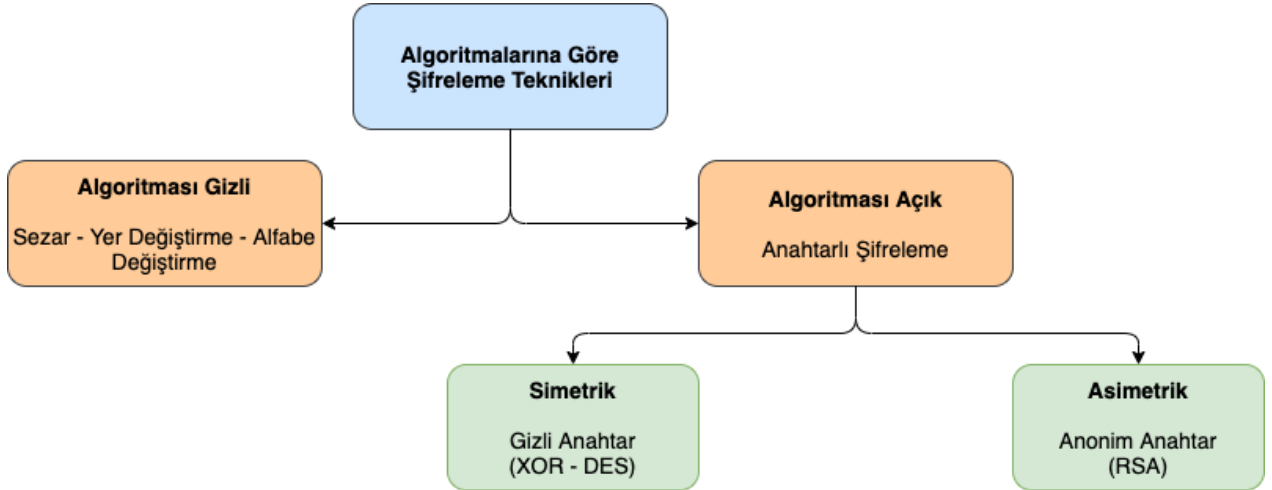 Algoritmalarına Göre
Şifreleme Teknikleri
Algoritması Gizli
Sezar - Yer Değiştirme - Alfabe
Değiştirme
Algoritması Açık
Anahtarlı Şifreleme
Simetrik
Gizli Anahtar
(XOR - DES)
Asimetrik
Anonim Anahtar
(RSA)